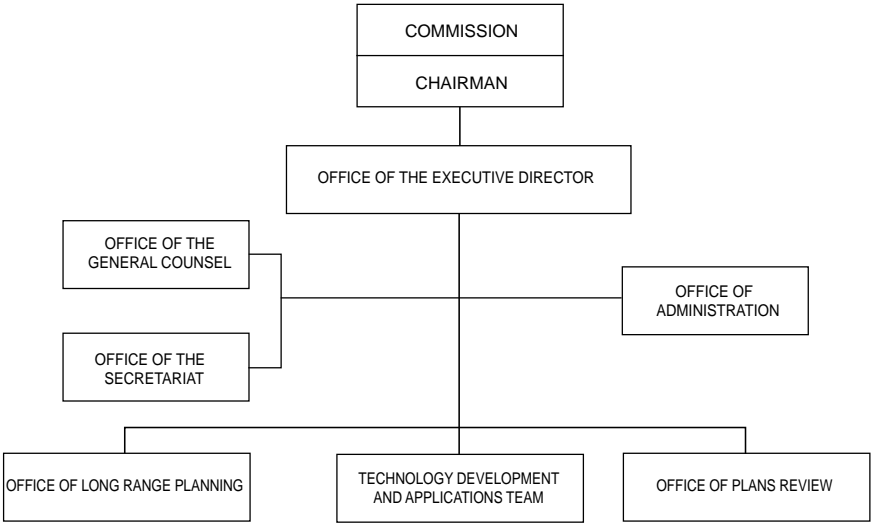 COMMISSION
CHAIRMAN
OFFICE OF THE EXECUTIVE DIRECTOR
OFFICE OF THE
GENERAL COUNSEL
OFFICE OF
ADMINISTRATION
OFFICE OF THE
SECRETARIAT
OFFICE OF LONG RANGE PLANNING
TECHNOLOGY DEVELOPMENT
AND APPLICATIONS TEAM
OFFICE OF PLANS REVIEW